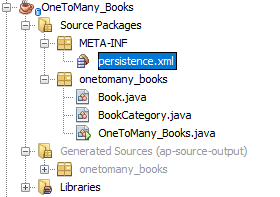 OneToMany_Books
Source Packages
META-INF
persistence.xml
onetomany_books
Book.java
BookCategory.java
OneToMany_Books.java
Generated Sources (ap-source-output)
onetomany_books
Libraries